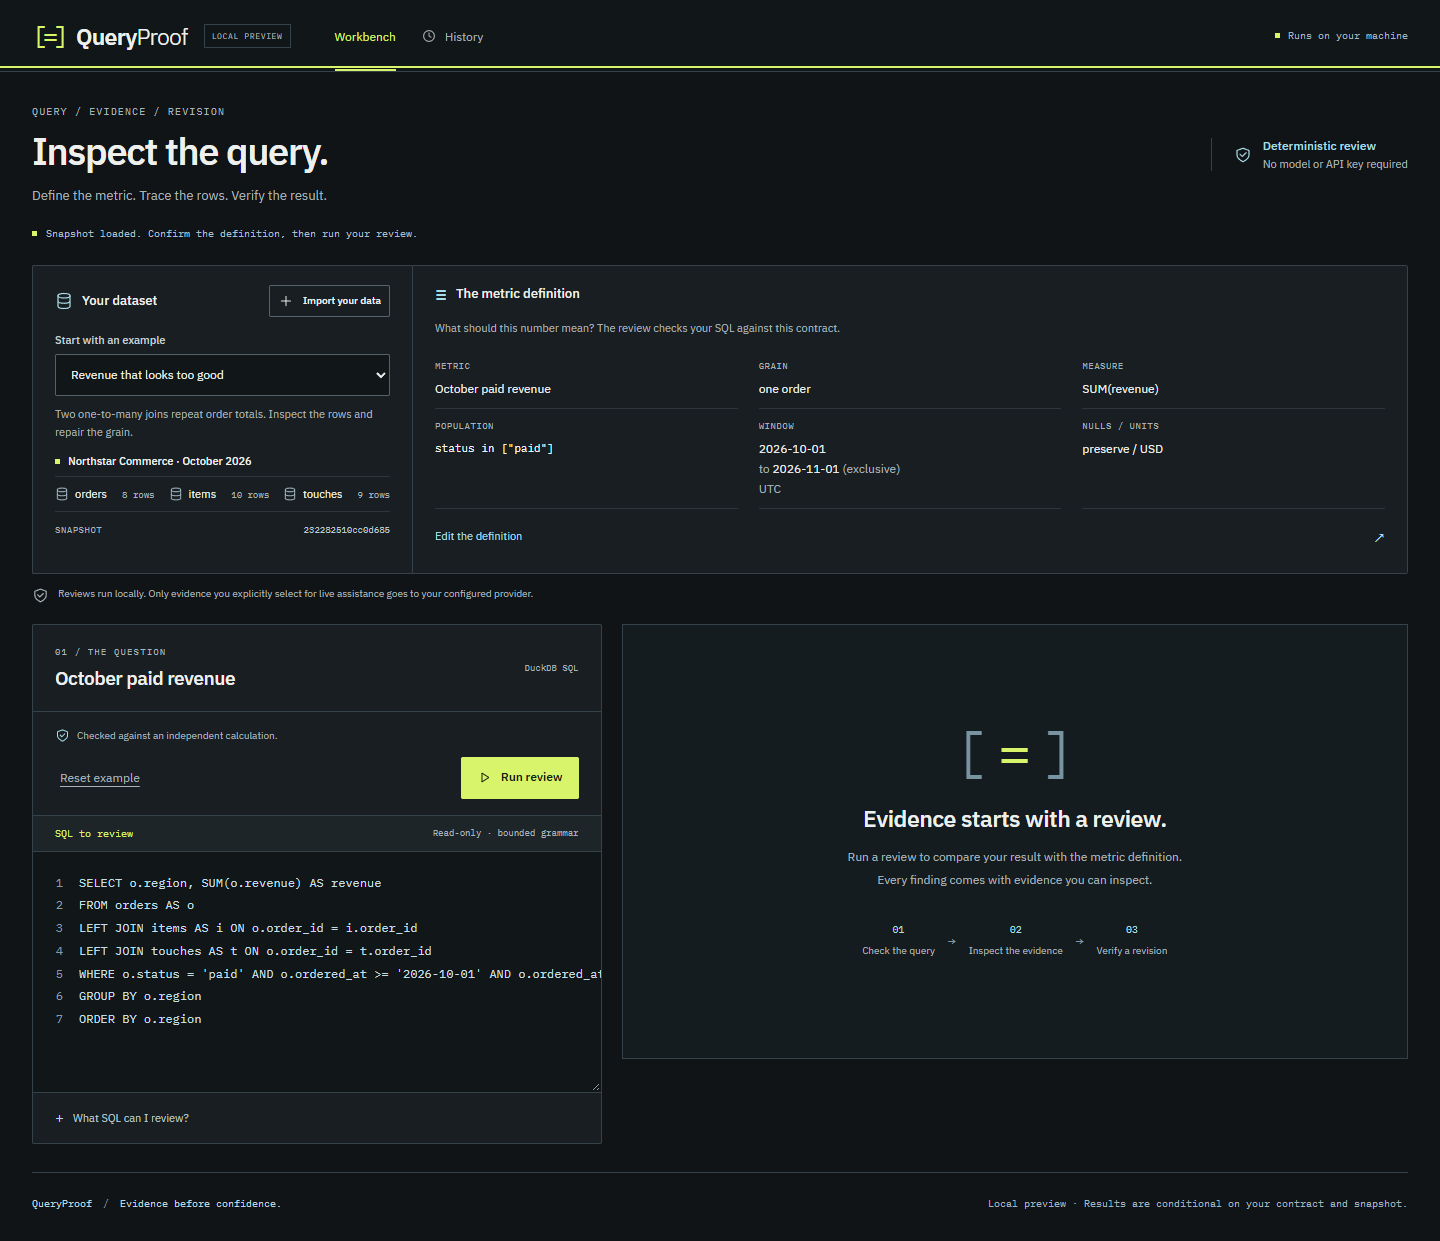 [=] QueryProof
LOCAL PREVIEW
Workbench
History
Runs on your machine
QUERY / EVIDENCE / REVISION
Inspect the query.
Define the metric. Trace the rows. Verify the result.
Deterministic review
No model or API key required
Snapshot loaded. Confirm the definition, then run your review.
Your dataset
+ Import your data
Start with an example
Revenue that looks too good
Two one-to-many joins repeat order totals. Inspect the rows and
repair the grain.
Northstar Commerce · October 2026
orders 8 rows items 10 rows touches 9 rows
SNAPSHOT 232282510cc0d685
The metric definition
What should this number mean? The review checks your SQL against this contract.
METRIC
October paid revenue
GRAIN
one order
MEASURE
SUM(revenue)
POPULATION
status in ["paid"]
WINDOW
2026-10-01
to 2026-11-01 (exclusive)
UTC
NULLS / UNITS
preserve / USD
Edit the definition ↗
Reviews run locally. Only evidence you explicitly select for live assistance goes to your configured provider.
01 / THE QUESTION
October paid revenue
DuckDB SQL
Checked against an independent calculation.
Reset example
Run review
SQL to review
Read-only · bounded grammar
1 SELECT o.region, SUM(o.revenue) AS revenue
2 FROM orders AS o
3 LEFT JOIN items AS i ON o.order_id = i.order_id
4 LEFT JOIN touches AS t ON o.order_id = t.order_id
5 WHERE o.status = 'paid' AND o.ordered_at >= '2026-10-01' AND o.ordered_at
6 GROUP BY o.region
7 ORDER BY o.region
+ What SQL can I review?
[=]
Evidence starts with a review.
Run a review to compare your result with the metric definition.
Every finding comes with evidence you can inspect.
01 → 02 → 03
Check the query Inspect the evidence Verify a revision
QueryProof / Evidence before confidence.
Local preview · Results are conditional on your contract and snapshot.